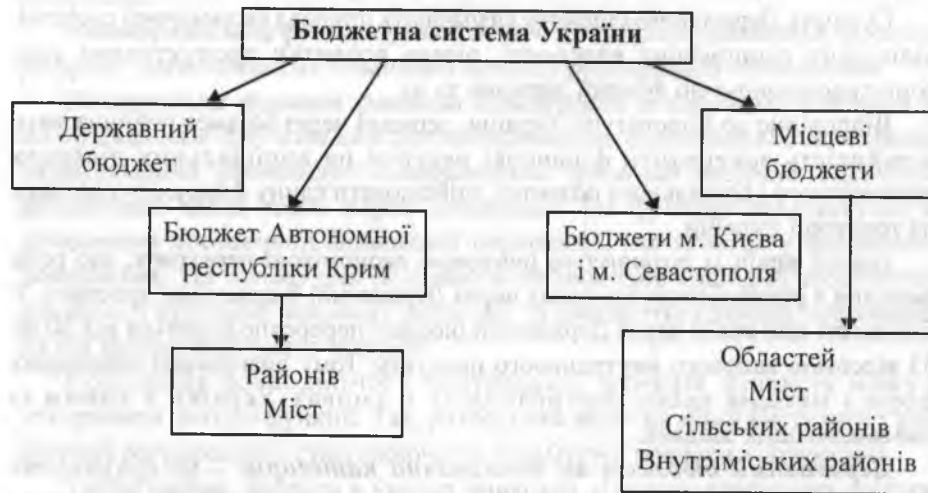 Бюджетна система України
Державний
бюджет
Місцеві
бюджети
Бюджет Автономної
республіки Крим
Бюджети м. Києва
і м. Севастополя
Районів
Міст
Областей
Міст
Сільських районів
Внутріміських районів